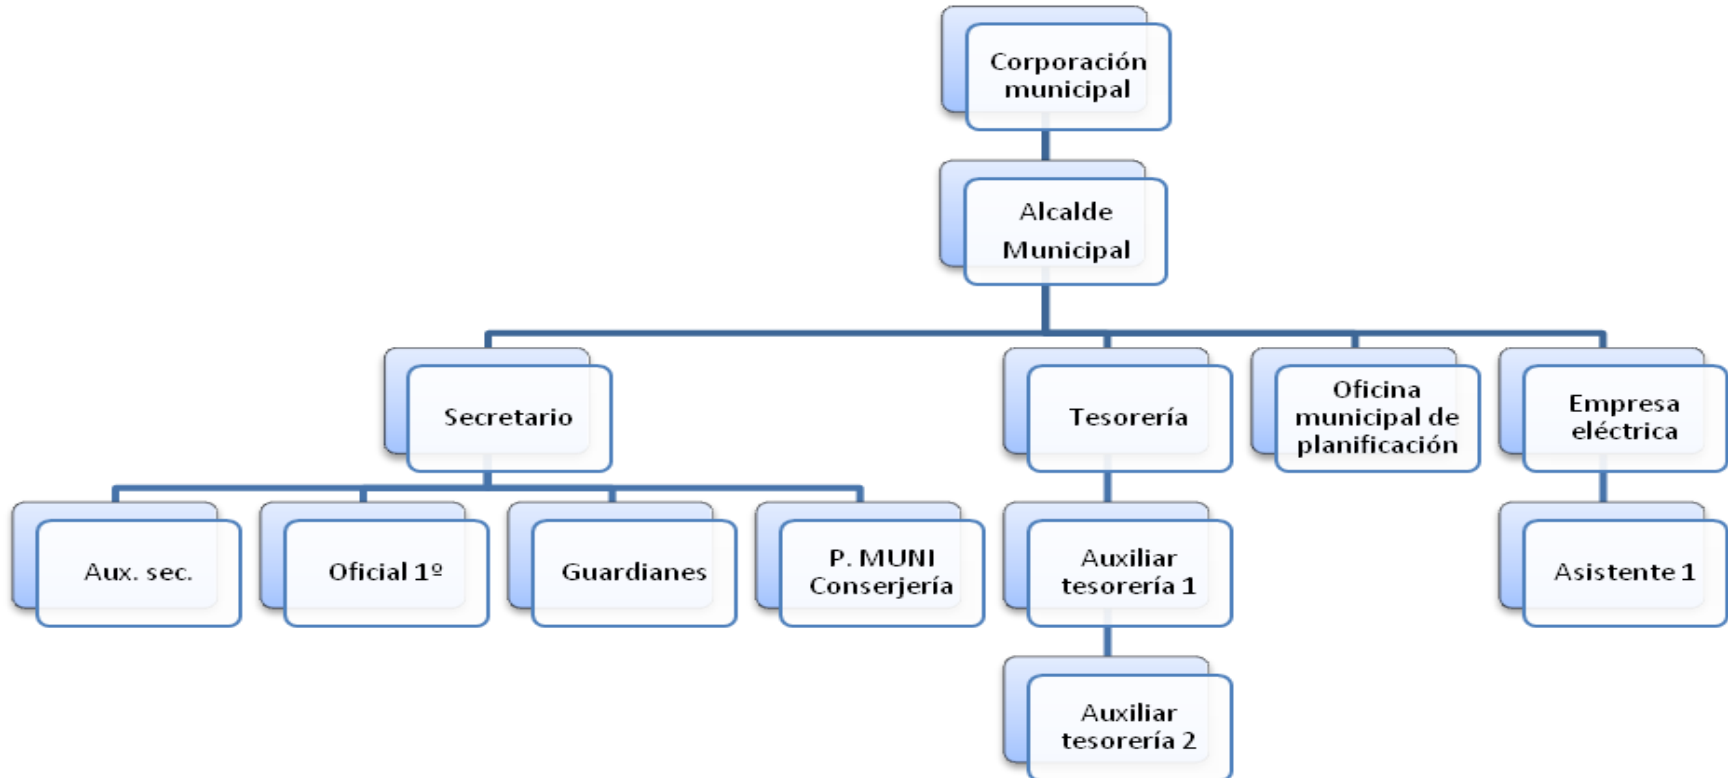 Corporación
municipal
Alcalde
Municipal
Secretario
Tesorería
Oficina
municipal de
planificación
Empresa
eléctrica
Aux. sec.
Oficial 1º
Guardianes
P. MUNI
Conserjería
Auxiliar
tesorería 1
Asistente 1
Auxiliar
tesorería 2